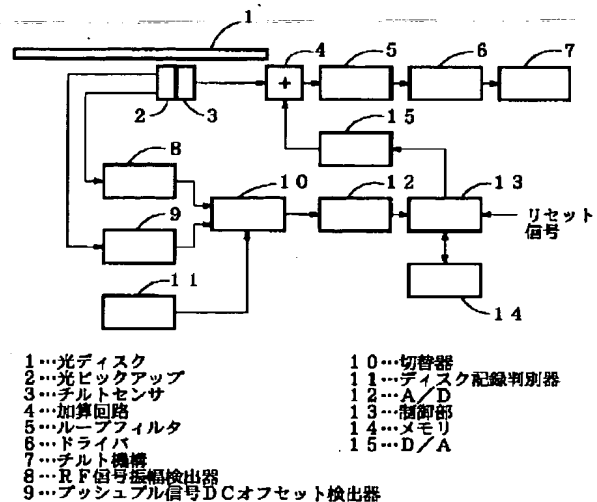 1
4
5
6
7
+
2
3
15
8
10
12
13
9
リセット
信号
11
14
1…光ディスク
2…光ピックアップ
3…チルトセンサ
4…加算回路
5…ループフィルタ
6…ドライバ
7…チルト機構
8…RF信号振幅検出器
9…プッシュプル信号DCオフセット検出器
10…切替器
11…ディスク記録判別器
12…A/D
13…制御部
14…メモリ
15…D/A